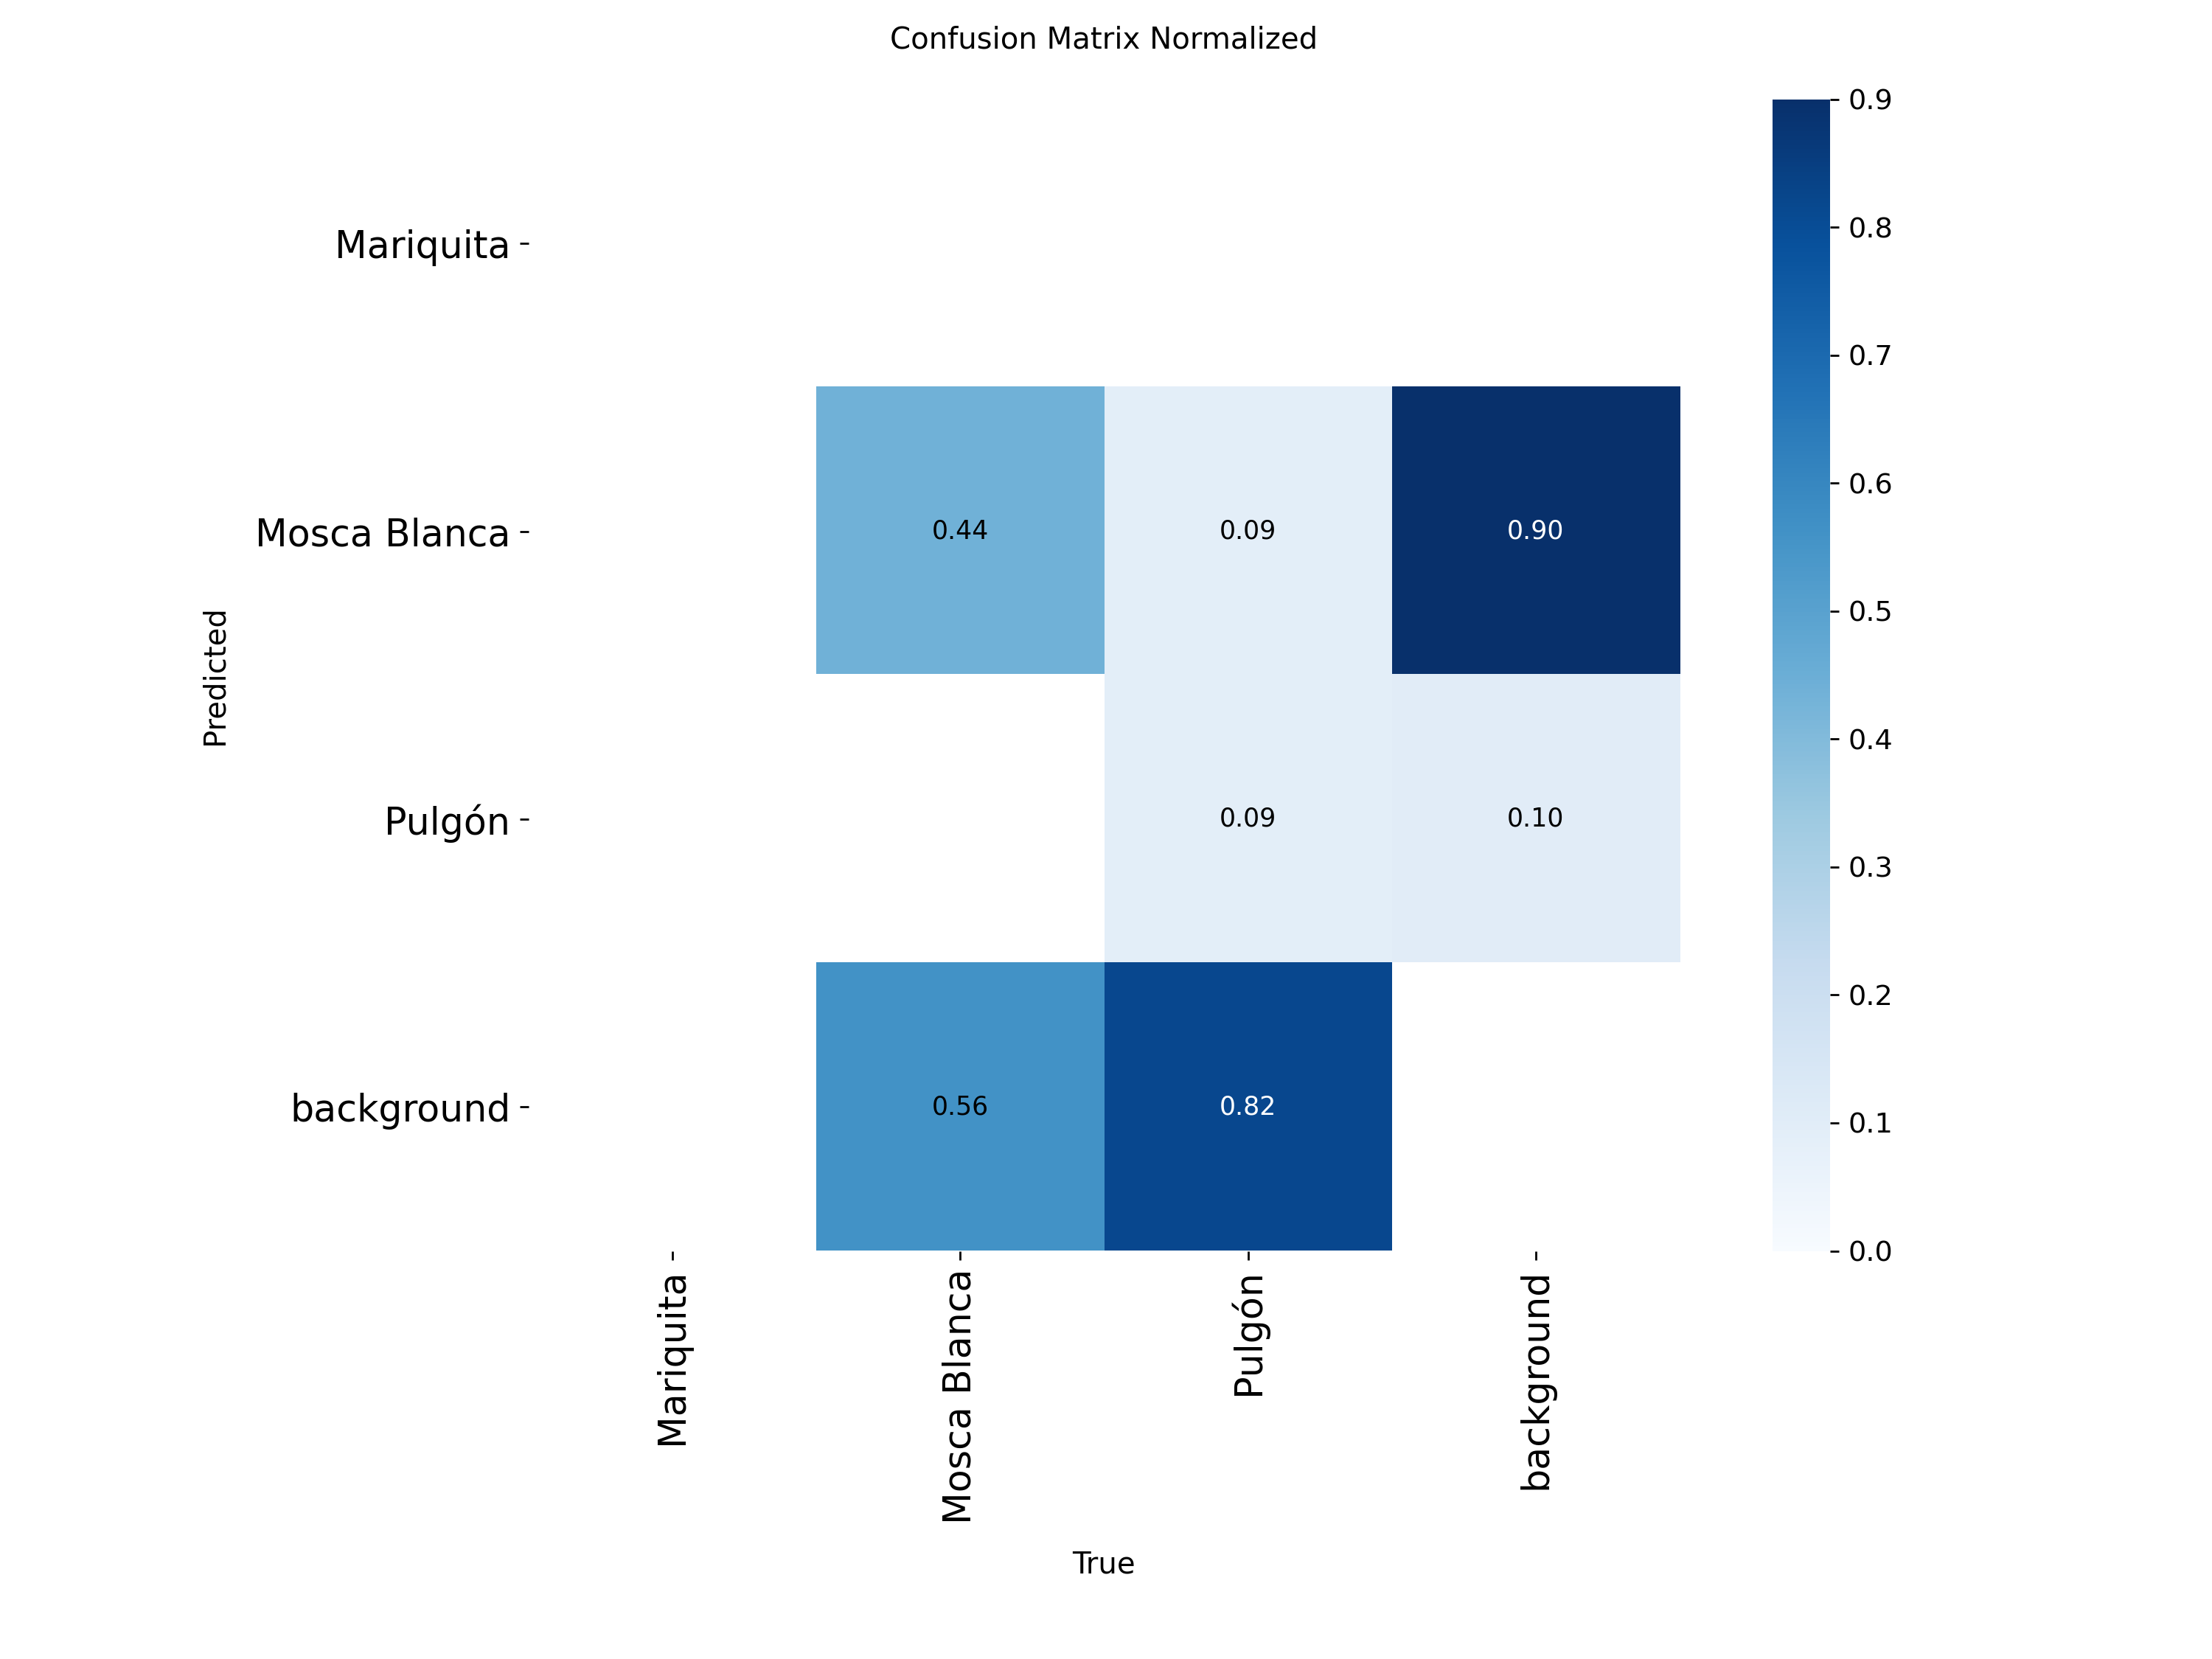 Confusion Matrix Normalized
Mariquita
Mosca Blanca
Pulgón
background
Predicted
0.44 0.09 0.90
0.09 0.10
0.56 0.82
Mariquita
Mosca Blanca
Pulgón
background
True
0.9
0.8
0.7
0.6
0.5
0.4
0.3
0.2
0.1
0.0